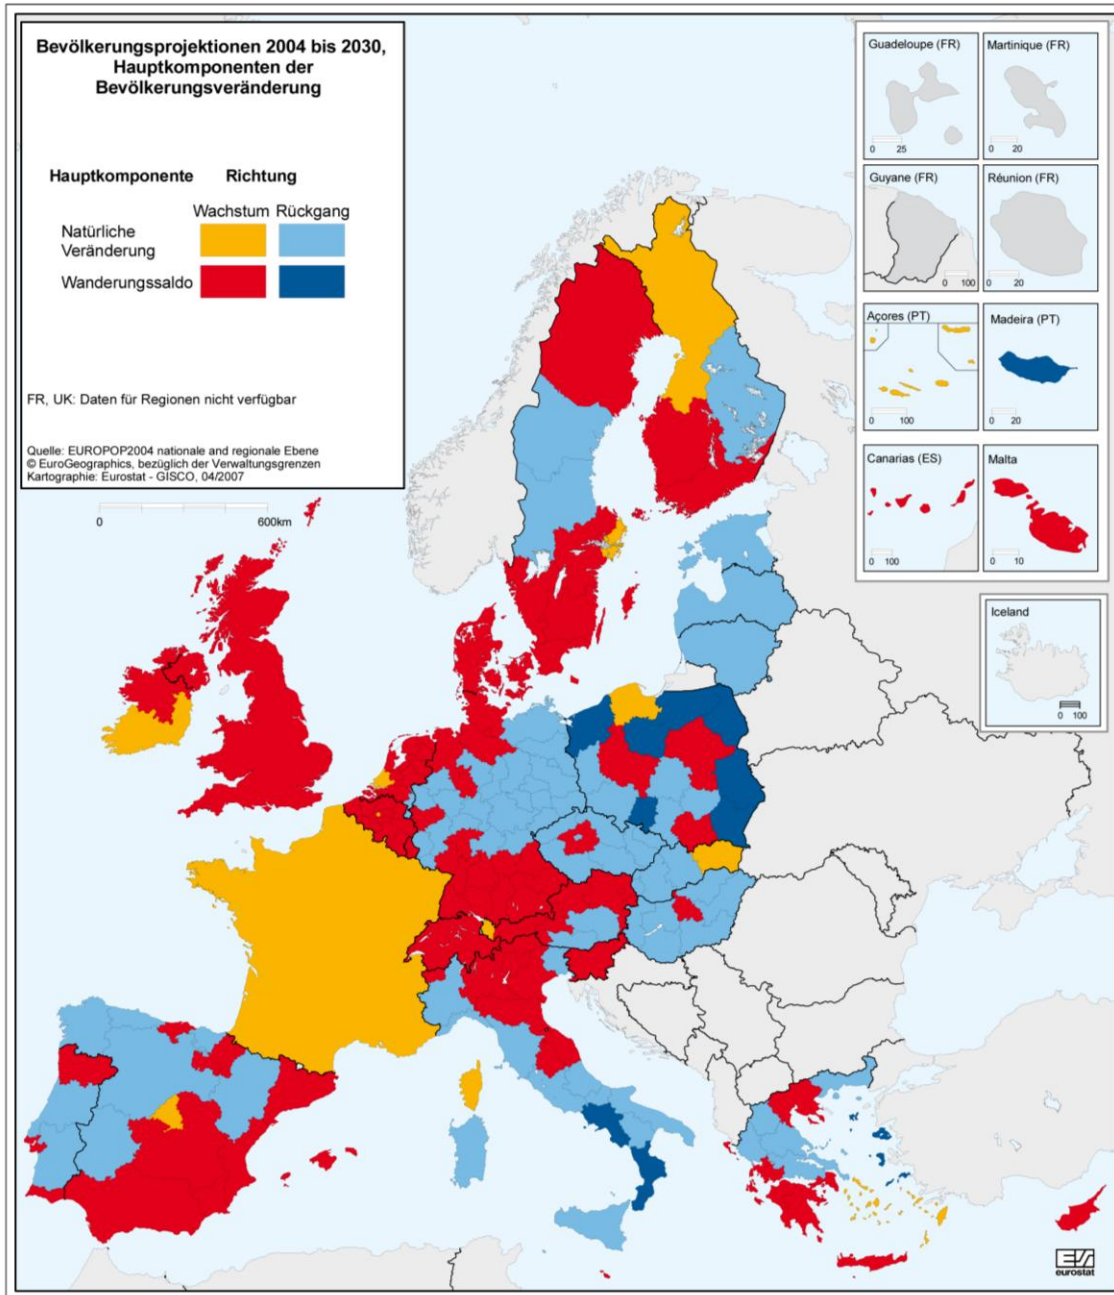 Bevölkerungsprojektionen 2004 bis 2030,
Hauptkomponenten der
Bevölkerungsveränderung
Hauptkomponente Richtung
Wachstum Rückgang
Natürliche
Veränderung
Wanderungssaldo
FR, UK: Daten für Regionen nicht verfügbar
Quelle: EUROPOP2004 nationale and regionale Ebene
© EuroGeographics, bezüglich der Verwaltungsgrenzen
Kartographie: Eurostat - GISCO, 04/2007
0 600km
Guadeloupe (FR)
0 25
Martinique (FR)
0 20
Guyane (FR)
0 100
Réunion (FR)
0 20
Açores (PT)
0 100
Madeira (PT)
0 20
Canarias (ES)
0 100
Malta
0 10
Iceland
0 100
eurostat